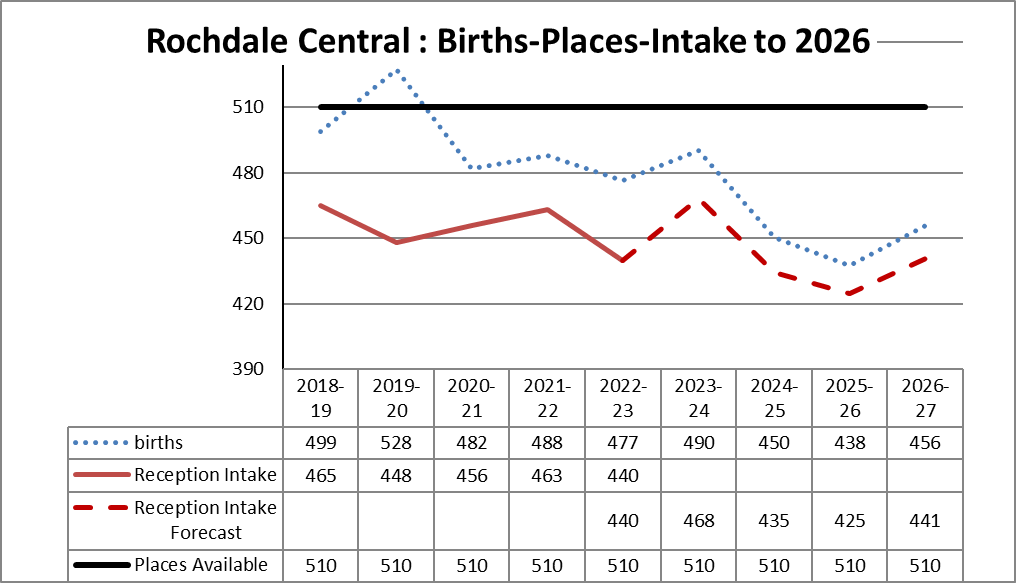 Rochdale Central : Births-Places-Intake to 2026
510
480
450
420
390
2018-19 2019-20 2020-21 2021-22 2022-23 2023-24 2024-25 2025-26 2026-27
births 499 528 482 488 477 490 450 438 456
Reception Intake 465 448 456 463 440
Reception Intake
Forecast 440 468 435 425 441
Places Available 510 510 510 510 510 510 510 510 510